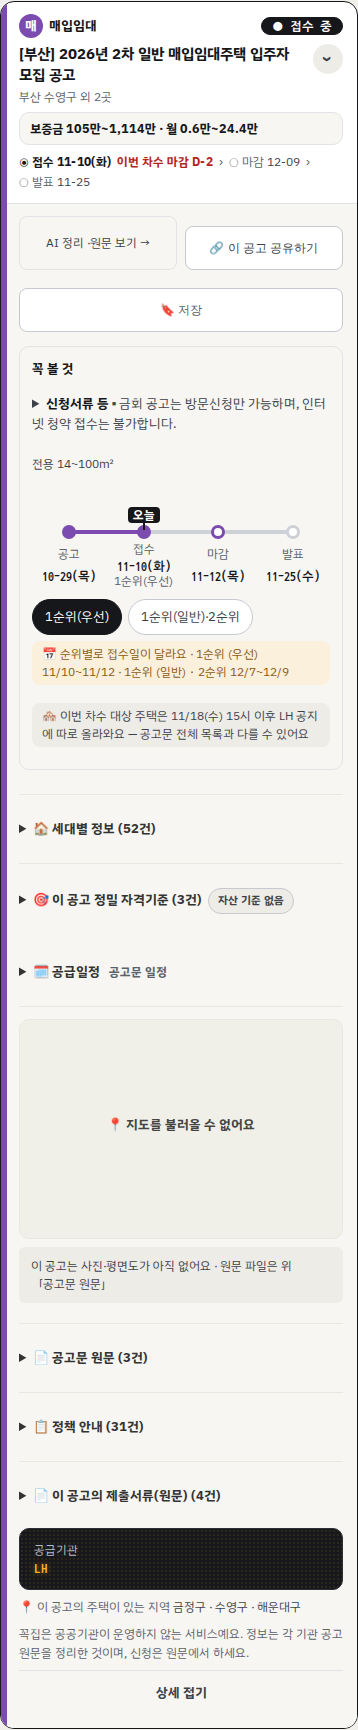 매 매입임대 ● 접수 중
[부산] 2026년 2차 일반 매입임대주택 입주자
모집 공고
부산 수영구 외 2곳
보증금 105만~1,114만 · 월 0.6만~24.4만
접수 11-10(화) 이번 차수 마감 D-2 › 마감 12-09 ›
발표 11-25
AI 정리 ·원문 보기 →
🔗 이 공고 공유하기
🔖 저장
꼭 볼 것
▶ 신청서류 등 ▪ 금회 공고는 방문신청만 가능하며, 인터
넷 청약 접수는 불가합니다.
전용 14~100m²
오늘
공고 접수 마감 발표
10-29(목) 11-10(화) 11-12(목) 11-25(수)
1순위(우선)
1순위(우선) 1순위(일반)·2순위
📅 순위별로 접수일이 달라요 · 1순위 (우선)
11/10~11/12 · 1순위 (일반) · 2순위 12/7~12/9
🏘️ 이번 차수 대상 주택은 11/18(수) 15시 이후 LH 공지
에 따로 올라와요 — 공고문 전체 목록과 다를 수 있어요
▶ 🏠 세대별 정보 (52건)
▶ 🎯 이 공고 정밀 자격기준 (3건) 자산 기준 없음
▶ 🗓️ 공급일정 공고문 일정
📍 지도를 불러올 수 없어요
이 공고는 사진·평면도가 아직 없어요 · 원문 파일은 위
「공고문 원문」
▶ 📄 공고문 원문 (3건)
▶ 📋 정책 안내 (31건)
▶ 📄 이 공고의 제출서류(원문) (4건)
공급기관
LH
📍 이 공고의 주택이 있는 지역 금정구 · 수영구 · 해운대구
꼭집은 공공기관이 운영하지 않는 서비스예요. 정보는 각 기관 공고
원문을 정리한 것이며, 신청은 원문에서 하세요.
상세 접기